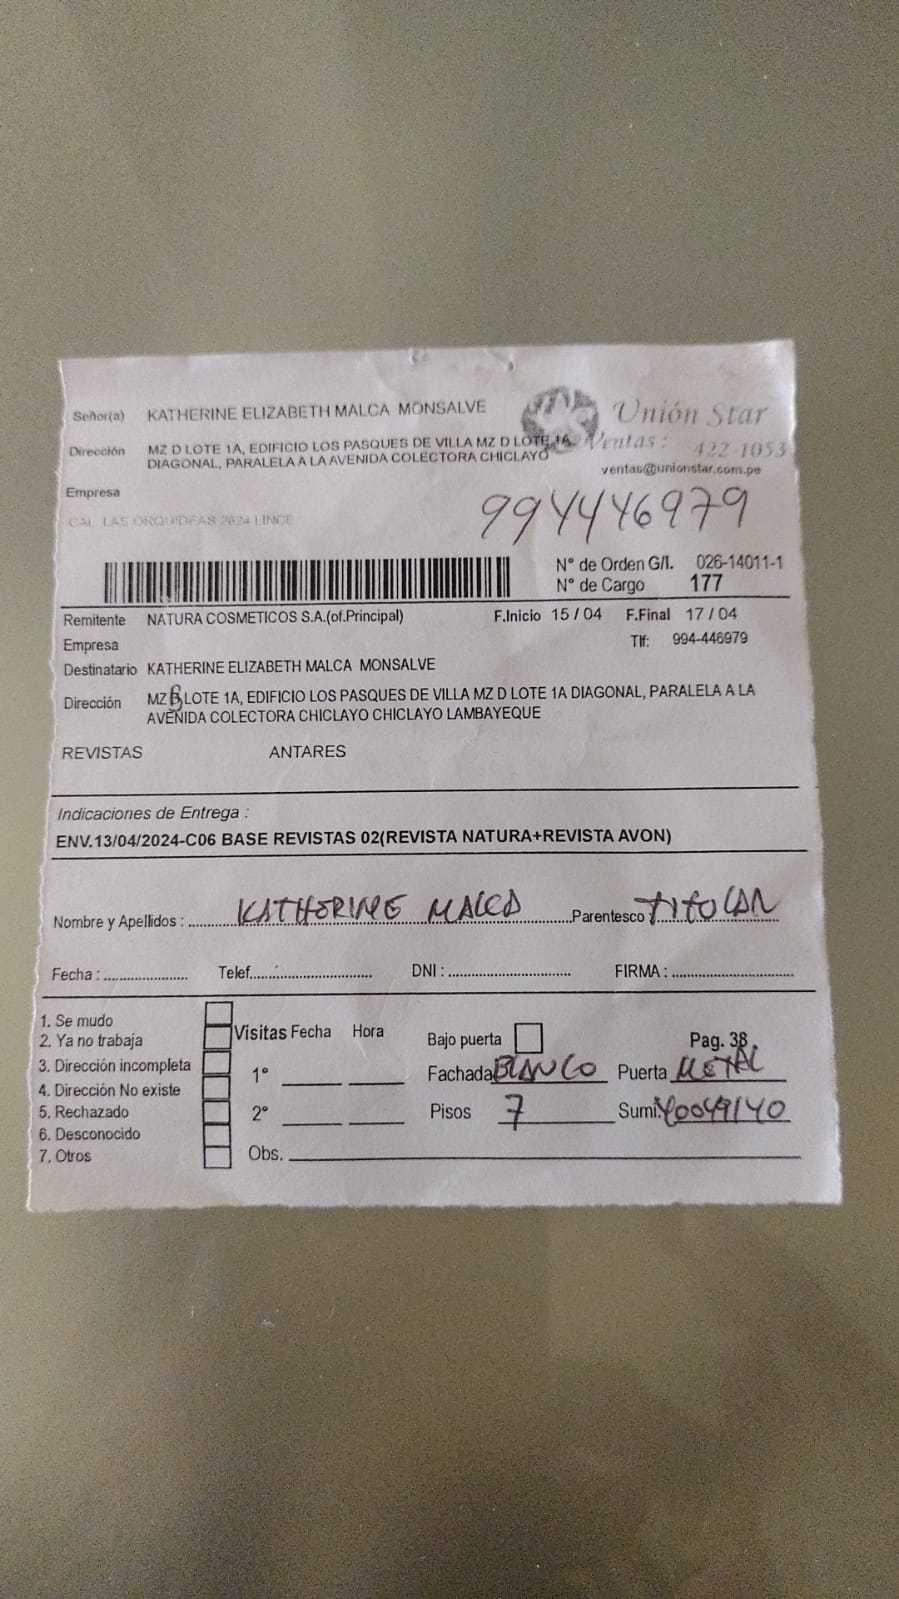 Señor(a) KATHERINE ELIZABETH MALCA MONSALVE
Unión Star
Dirección MZ D LOTE 1A, EDIFICIO LOS PASQUES DE VILLA MZ D LOTE 1A
DIAGONAL, PARALELA A LA AVENIDA COLECTORA CHICLAYO
Ventas : 422-1053
ventas@unionstar.com.pe
Empresa
CAL LAS ORQUIDEAS 2624 LINCE
994446979
N° de Orden G/I. 026-14011-1
N° de Cargo 177
Remitente NATURA COSMETICOS S.A.(of.Principal) F.Inicio 15 / 04 F.Final 17 / 04
Empresa Tlf: 994-446979
Destinatario KATHERINE ELIZABETH MALCA MONSALVE
Dirección MZ B LOTE 1A, EDIFICIO LOS PASQUES DE VILLA MZ D LOTE 1A DIAGONAL, PARALELA A LA
AVENIDA COLECTORA CHICLAYO CHICLAYO LAMBAYEQUE
REVISTAS ANTARES
Indicaciones de Entrega :
ENV.13/04/2024-C06 BASE REVISTAS 02(REVISTA NATURA+REVISTA AVON)
Nombre y Apellidos : KATHERINE MALCA Parentesco TITULAR
Fecha : Telef. DNI : FIRMA :
1. Se mudo
2. Ya no trabaja
3. Dirección incompleta
4. Dirección No existe
5. Rechazado
6. Desconocido
7. Otros
Visitas Fecha Hora
1°
2°
Obs.
Bajo puerta Pag. 38
Fachada BLANCO Puerta METAL
Pisos 7 Sumi. 40049140